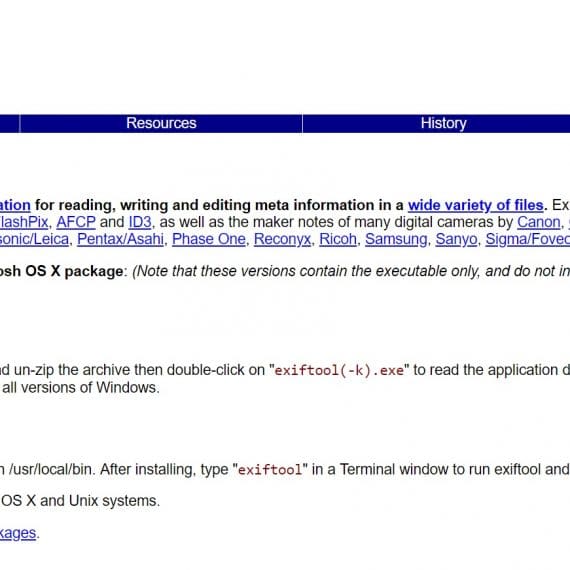 Resources History
ation for reading, writing and editing meta information in a wide variety of files. Ex
lashPix, AFCP and ID3, as well as the maker notes of many digital cameras by Canon,
sonic/Leica, Pentax/Asahi, Phase One, Reconyx, Ricoh, Samsung, Sanyo, Sigma/Foveo
osh OS X package: (Note that these versions contain the executable only, and do not in
d un-zip the archive then double-click on "exiftool(-k).exe" to read the application d
all versions of Windows.
n /usr/local/bin. After installing, type "exiftool" in a Terminal window to run exiftool and
OS X and Unix systems.
kages.